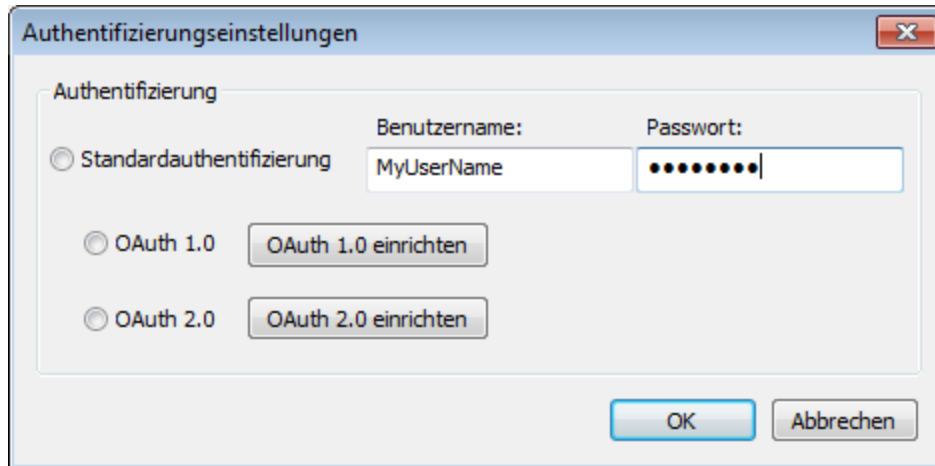 Authentifizierungseinstellungen
Authentifizierung
Benutzername: Passwort:
Standardauthentifizierung MyUserName ●●●●●●●●
OAuth 1.0 OAuth 1.0 einrichten
OAuth 2.0 OAuth 2.0 einrichten
OK Abbrechen